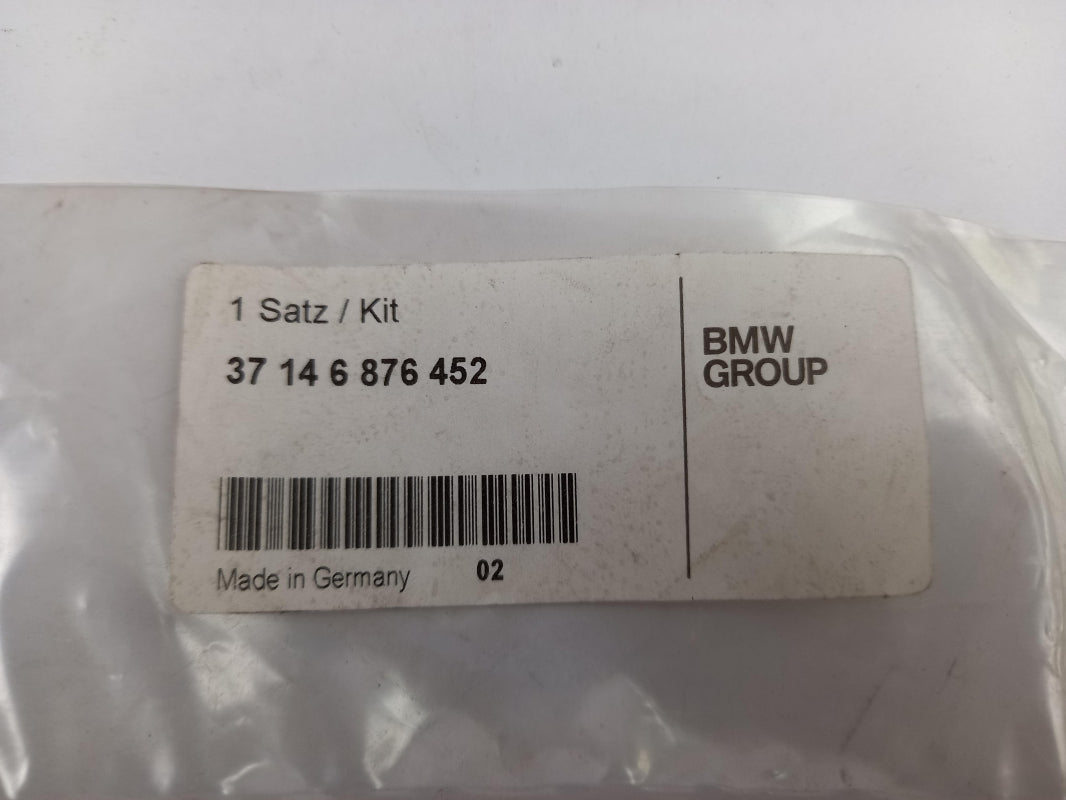 1 Satz / Kit
37 14 6 876 452
BMW
GROUP
Made in Germany
02